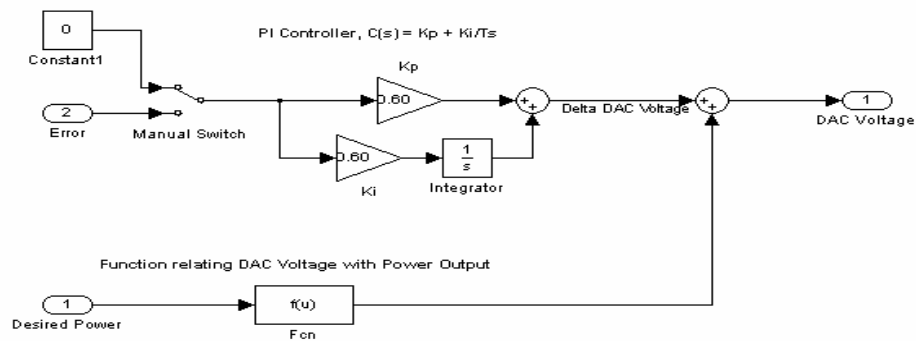 0
Constant1
PI Controller, C(s) = Kp + Ki/Ts
Kp
0.60
2
Error
Manual Switch
+
+
Delta DAC Voltage
+
+
1
DAC Voltage
0.60
Ki
1
s
Integrator
Function relating DAC Voltage with Power Output
1
Desired Power
f(u)
Fcn